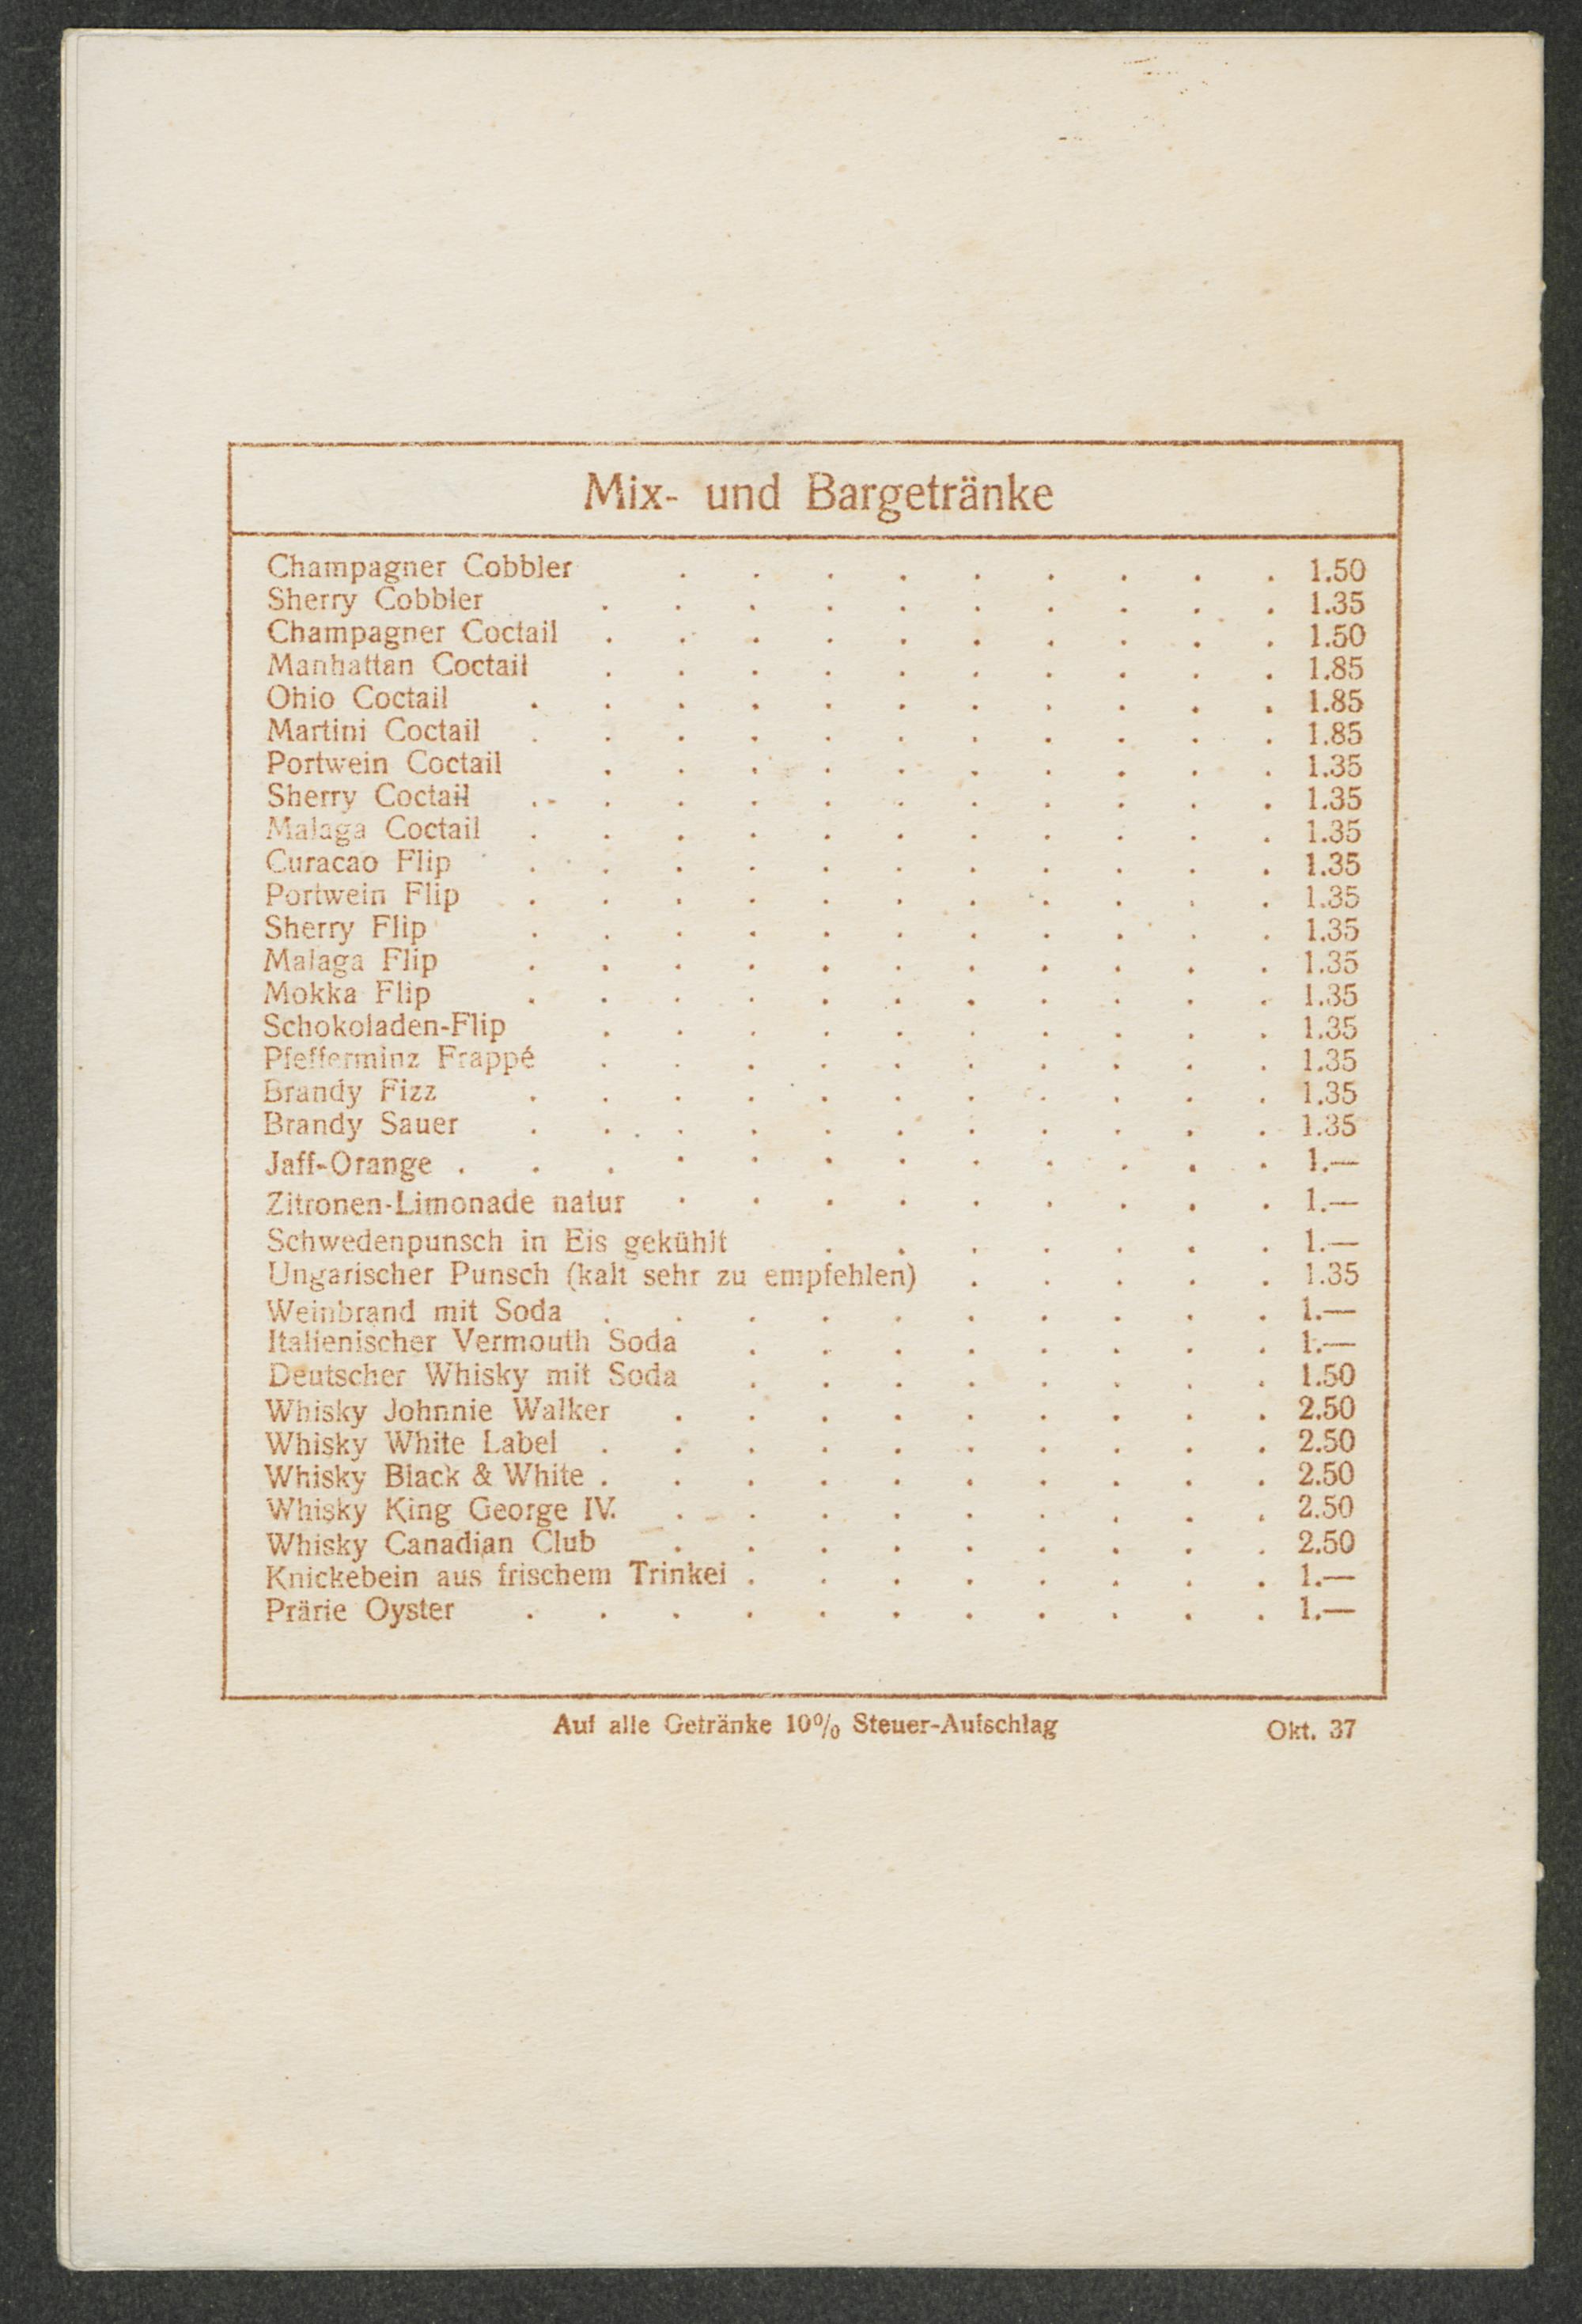 Mix- und Bargetränke
Champagner Cobbler . . . . . . . . . 1.50
Sherry Cobbler . . . . . . . . . . 1.35
Champagner Coctail . . . . . . . . . . 1.50
Manhattan Coctail . . . . . . . . . . 1.85
Ohio Coctail . . . . . . . . . . . 1.85
Martini Coctail . . . . . . . . . . . 1.85
Portwein Coctail . . . . . . . . . . 1.35
Sherry Coctail . . . . . . . . . . . 1.35
Malaga Coctail . . . . . . . . . . . 1.35
Curacao Flip . . . . . . . . . . . 1.35
Portwein Flip . . . . . . . . . . . 1.35
Sherry Flip . . . . . . . . . . . 1.35
Malaga Flip . . . . . . . . . . . 1.35
Mokka Flip . . . . . . . . . . . 1.35
Schokoladen-Flip . . . . . . . . . . 1.35
Pfefferminz Frappé . . . . . . . . . . 1.35
Brandy Fizz . . . . . . . . . . . 1.35
Brandy Sauer . . . . . . . . . . . 1.35
Jaff-Orange . . . . . . . . . . . . 1.—
Zitronen-Limonade natur . . . . . . . . . 1.—
Schwedenpunsch in Eis gekühlt . . . . . . . 1.—
Ungarischer Punsch (kalt sehr zu empfehlen) . . . . . 1.35
Weinbrand mit Soda . . . . . . . . . . 1.—
Italienischer Vermouth Soda . . . . . . . . 1.—
Deutscher Whisky mit Soda . . . . . . . . 1.50
Whisky Johnnie Walker . . . . . . . . . 2.50
Whisky White Label . . . . . . . . . . 2.50
Whisky Black & White . . . . . . . . . . 2.50
Whisky King George IV. . . . . . . . . . 2.50
Whisky Canadian Club . . . . . . . . . 2.50
Knickebein aus frischem Trinkei . . . . . . . . 1.—
Prärie Oyster . . . . . . . . . . . 1.—
Auf alle Getränke 10% Steuer-Aufschlag Okt. 37